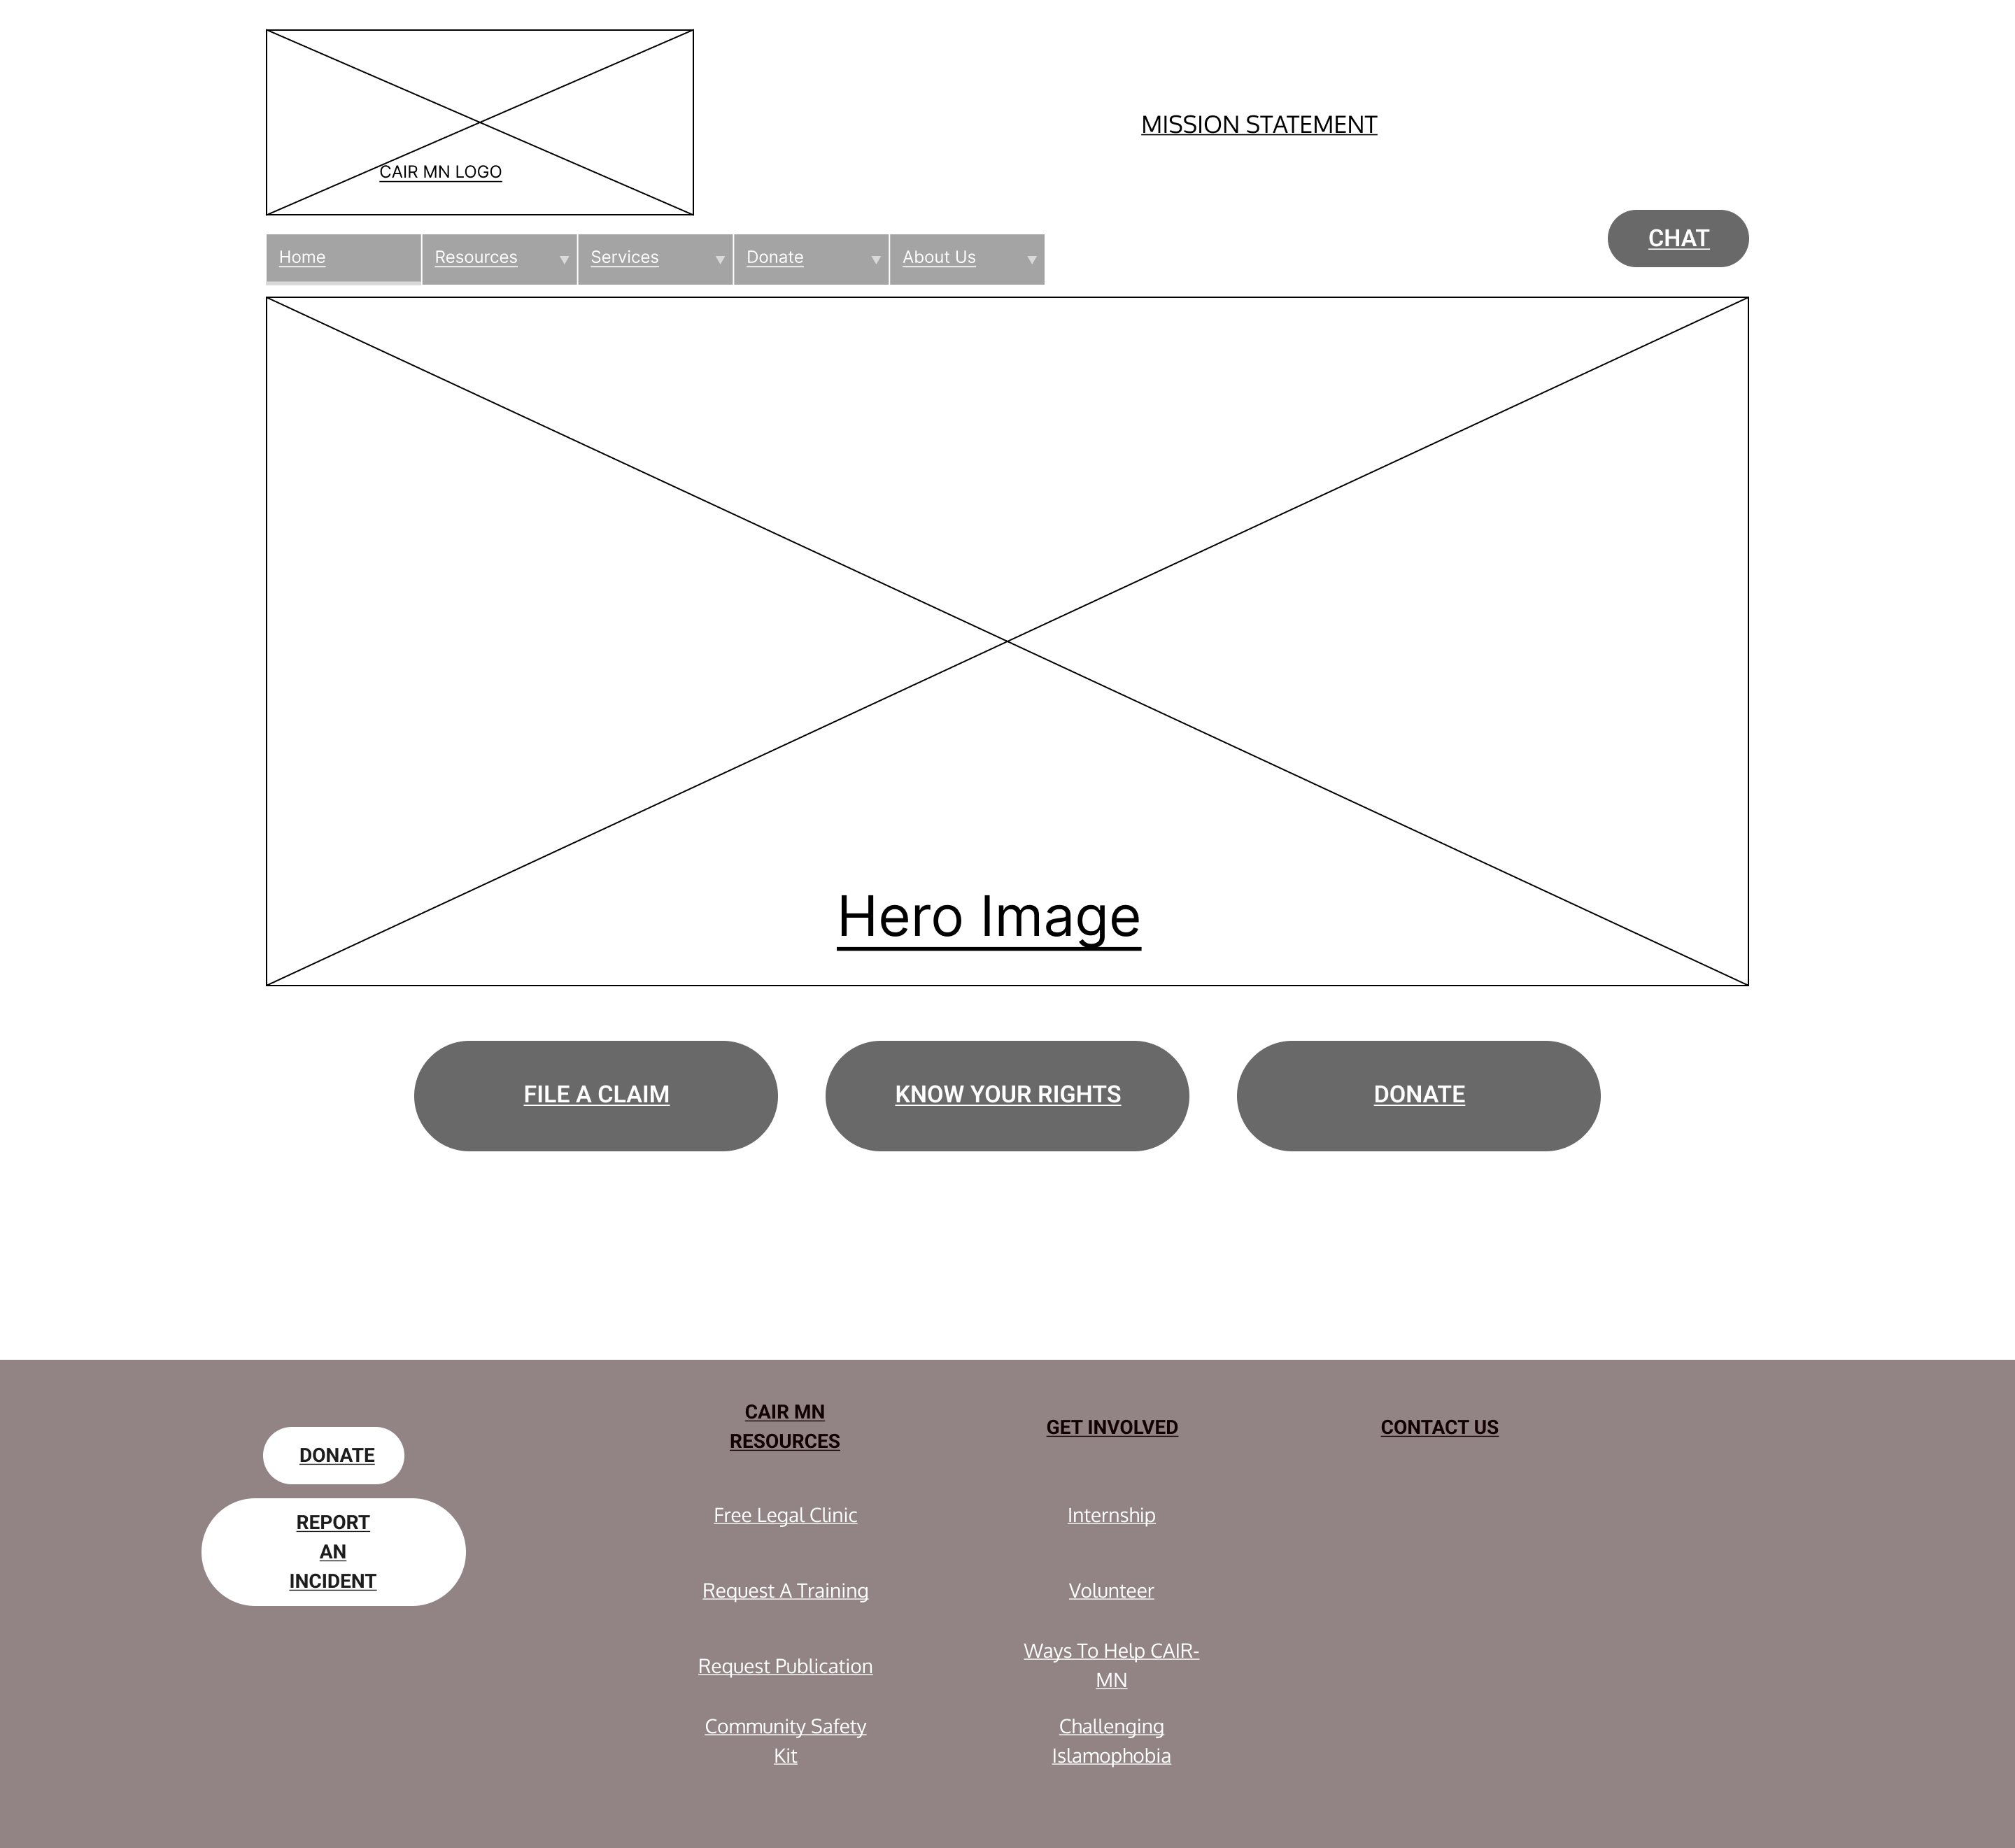 MISSION STATEMENT
CAIR MN LOGO
CHAT
Home
Resources
Services
Donate
About Us
Hero Image
FILE A CLAIM
KNOW YOUR RIGHTS
DONATE
DONATE
REPORT
AN
INCIDENT
CAIR MN
RESOURCES
Free Legal Clinic
Request A Training
Request Publication
Community Safety
Kit
GET INVOLVED
Internship
Volunteer
Ways To Help CAIR-
MN
Challenging
Islamophobia
CONTACT US